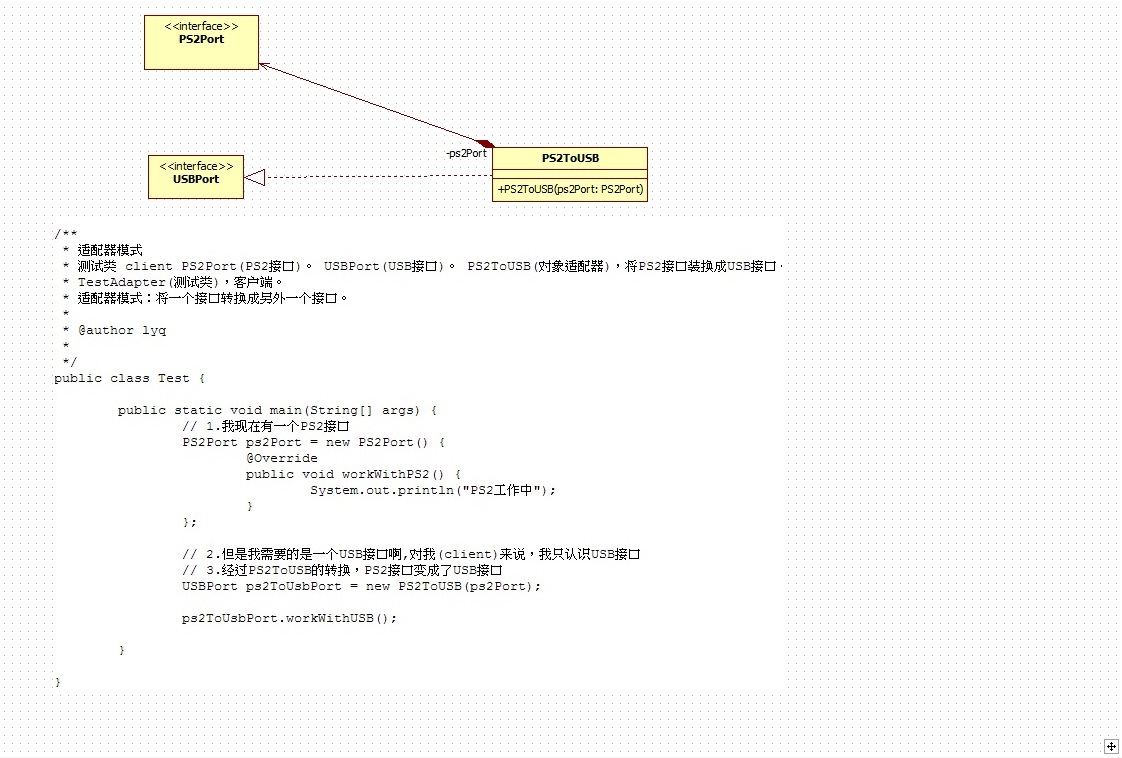 <<interface>>
PS2Port
-ps2Port
PS2ToUSB
<<interface>>
USBPort
+PS2ToUSB(ps2Port: PS2Port)
/**
 * 适配器模式
 * 测试类 client PS2Port(PS2接口)。 USBPort(USB接口)。 PS2ToUSB(对象适配器)，将PS2接口装换成USB接口.
 * TestAdapter(测试类)，客户端。
 * 适配器模式：将一个接口转换成另外一个接口。
 *
 * @author lyq
 *
 */
public class Test {
	public static void main(String[] args) {
		// 1.我现在有一个PS2接口
		PS2Port ps2Port = new PS2Port() {
			@Override
			public void workWithPS2() {
				System.out.println("PS2工作中");
			}
		};
		// 2.但是我需要的是一个USB接口啊,对我(client)来说，我只认识USB接口
		// 3.经过PS2ToUSB的转换，PS2接口变成了USB接口
		USBPort ps2ToUsbPort = new PS2ToUSB(ps2Port);
		ps2ToUsbPort.workWithUSB();
	}
}